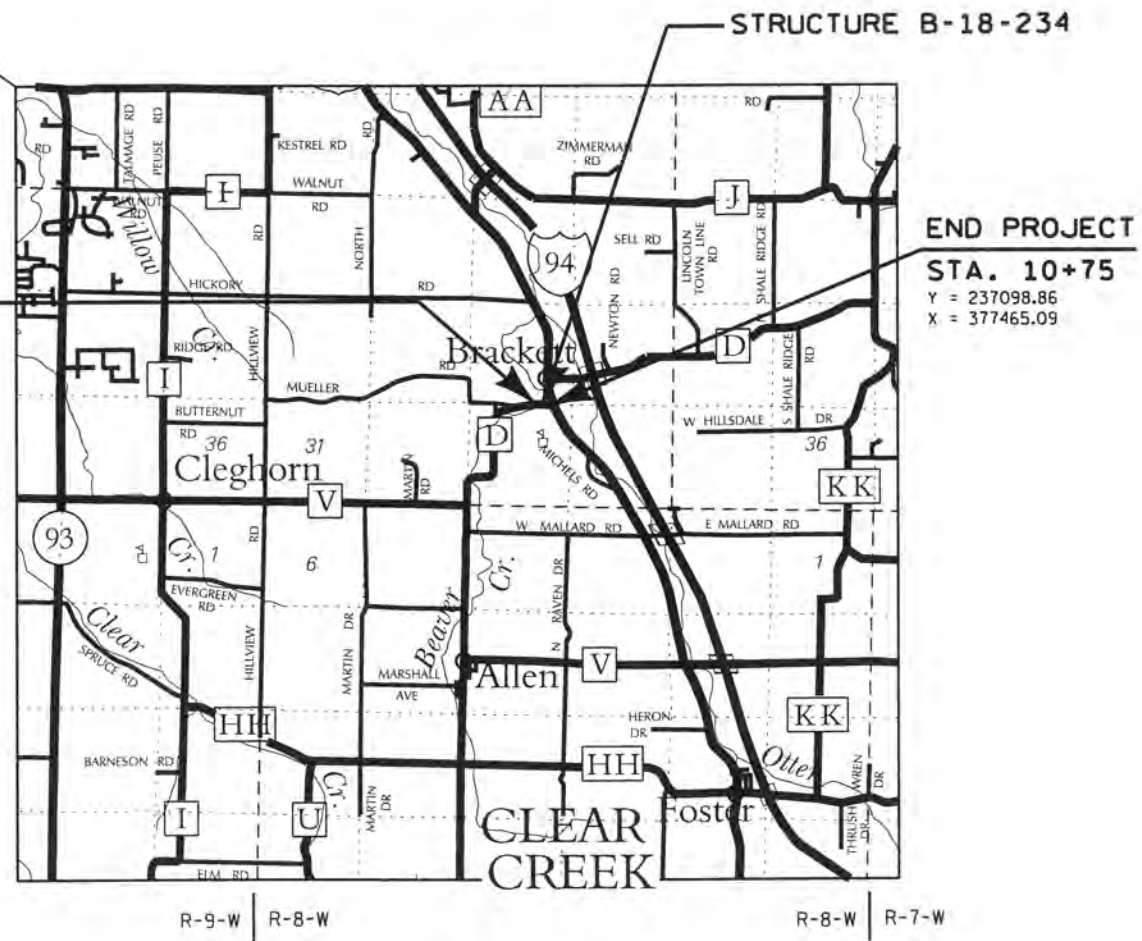 STRUCTURE B-18-234
AA
RD
TALMAGE RD
PEUSE RD
RD
KESTREL RD
RD
ZIMMERMAN
RD
WALNUT
RD
I
WALNUT
RD
J
Willow
Cr.
RD
NORTH
SELL RD
LINCOLN
TOWN LINE
RD
SHALE RIDGE RD
END PROJECT
STA. 10+75
Y = 237098.86
X = 377465.09
94
HICKORY
RD
NEWTON RD
RIDGE RD
HILLVIEW
Brackett
D
S SHALE RIDGE
RD
I
MUELLER
RD
BUTTERNUT
RD
D
W HILLSDALE
DR
36
31
36
MICHELS RD
Cleghorn
MARTIN
RD
KK
V
93
RD
W MALLARD RD
E MALLARD RD
Cr.
1
6
1
EVERGREEN
RD
Beaver
Cr.
N RAVEN DR
Clear
SPRUCE RD
HILLVIEW
MARTIN DR
MARSHALL
AVE
Allen
V
HH
HERON
DR
KK
BARNESON RD
HH
Otter
Cr.
MARTIN
DR
Foster
WREN
DR
THRUSH
DR
I
U
CLEAR
CREEK
ELM RD
R-9-W
R-8-W
R-8-W
R-7-W